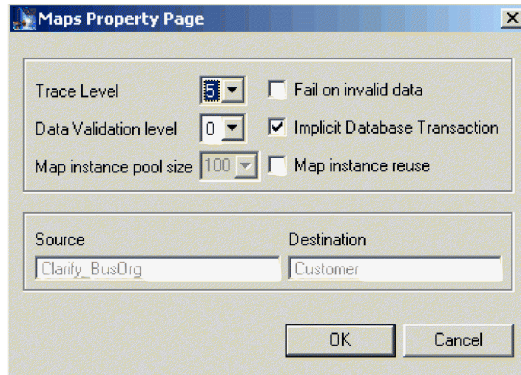 Maps Property Page
Trace Level 5 Fail on invalid data
Data Validation level 0 Implicit Database Transaction
Map instance pool size 100 Map instance reuse
Source Destination
Clarify_BusOrg Customer
OK Cancel